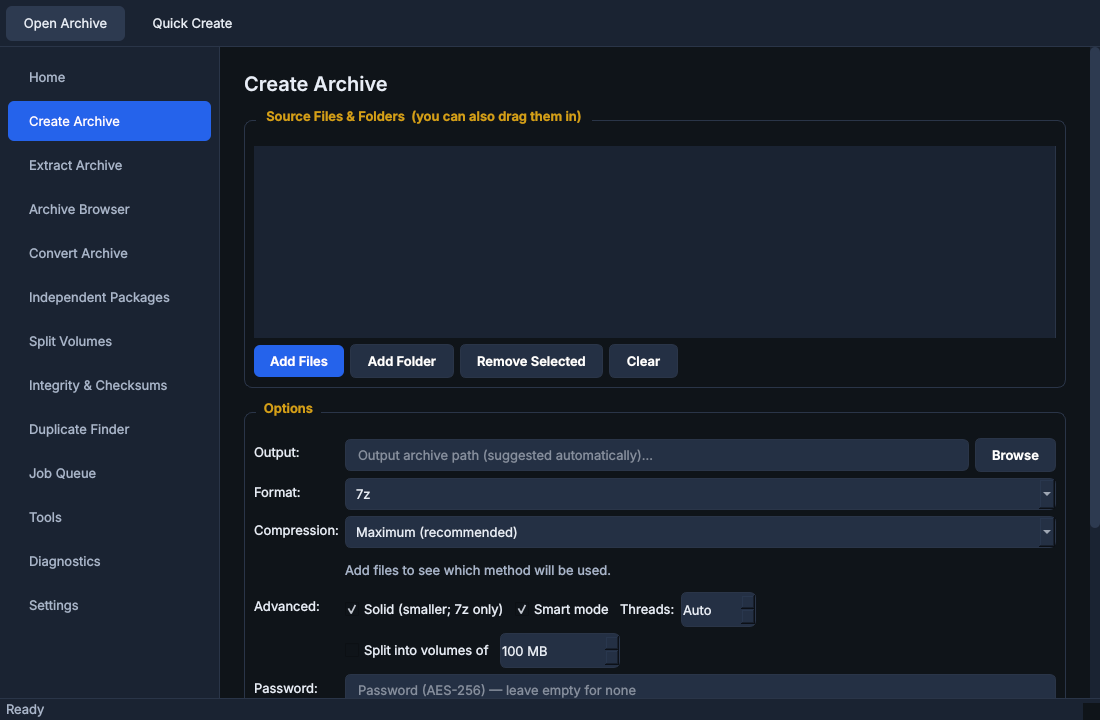 Open Archive
Quick Create
Home
Create Archive
Extract Archive
Archive Browser
Convert Archive
Independent Packages
Split Volumes
Integrity & Checksums
Duplicate Finder
Job Queue
Tools
Diagnostics
Settings
Create Archive
Source Files & Folders (you can also drag them in)
Add Files
Add Folder
Remove Selected
Clear
Options
Output:
Output archive path (suggested automatically)...
Browse
Format:
7z
Compression:
Maximum (recommended)
Add files to see which method will be used.
Advanced:
✓ Solid (smaller; 7z only)
✓ Smart mode
Threads:
Auto
Split into volumes of
100 MB
Password:
Password (AES-256) — leave empty for none
Ready